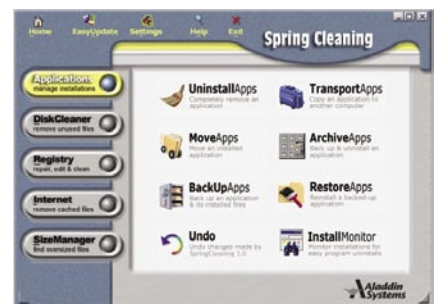 Home EasyUpdate Settings Help Exit
Spring Cleaning
Applications
manage installations
DiskCleaner
remove unused files
Registry
repair, edit & clean
Internet
remove cached files
SizeManager
find oversized files
UninstallApps
Completely remove an
application
TransportApps
Copy an application to
another computer
MoveApps
Move an installed
application
ArchiveApps
Back up & uninstall an
application
BackUpApps
Back up an application
& its installed files
RestoreApps
Reinstall a backed-up
application
Undo
Undo changes made by
SpringCleaning 3.0
InstallMonitor
Monitor installations for
easy program uninstalls
Aladdin
Systems